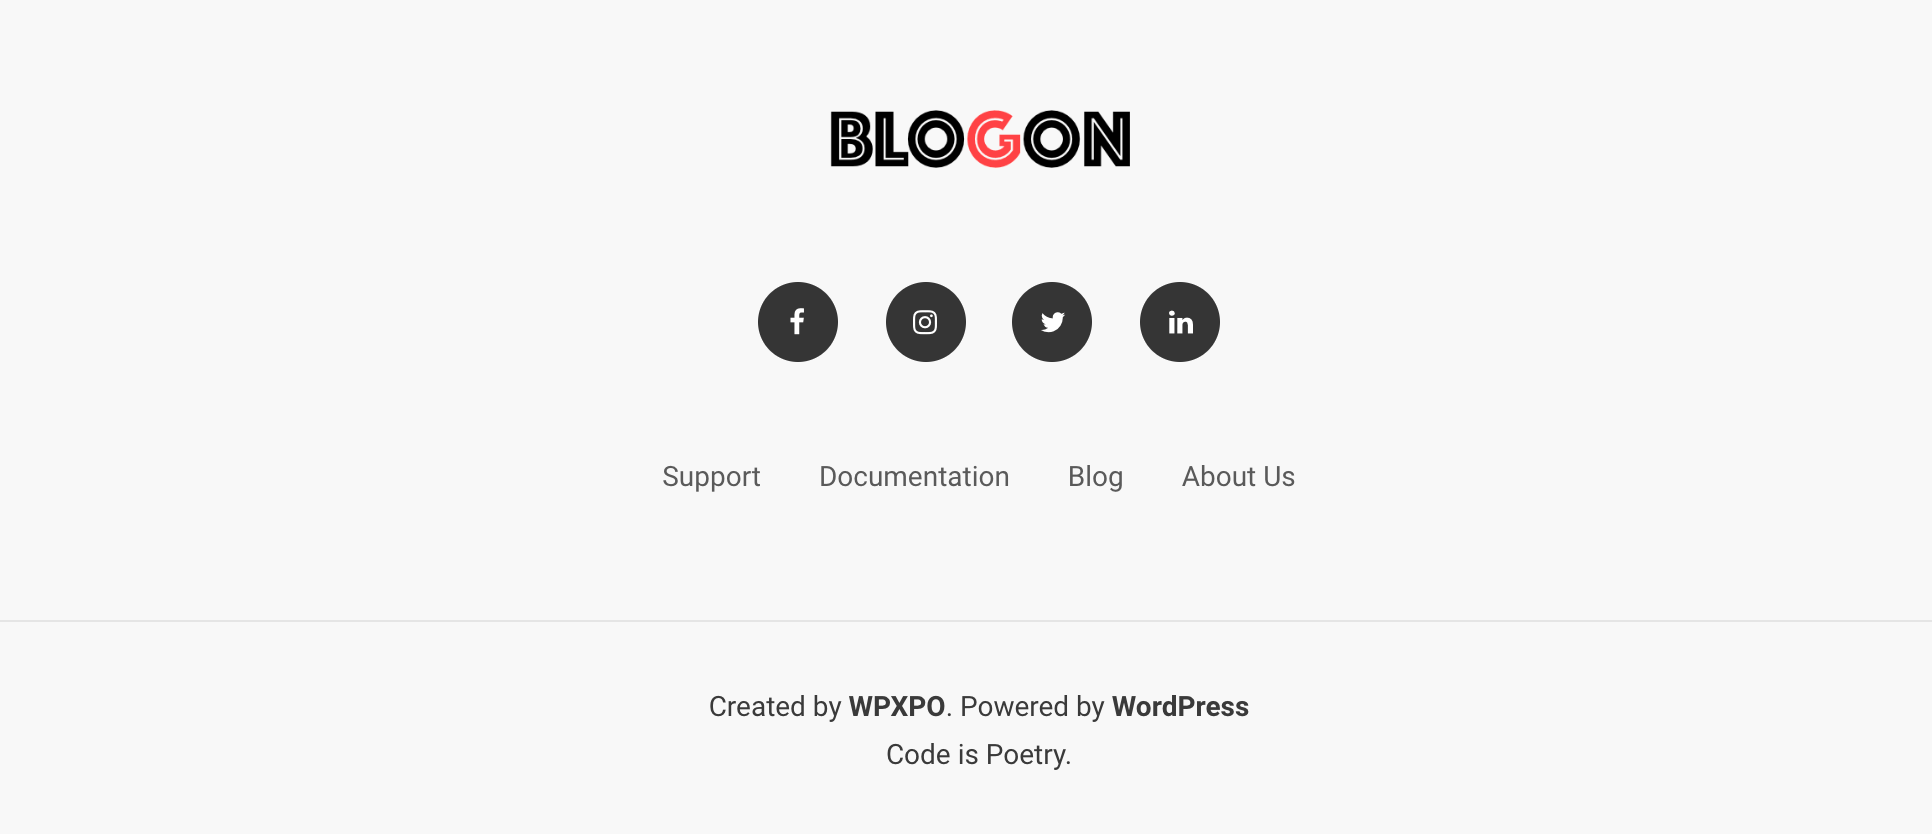 BLOGON
Support Documentation Blog About Us
Created by WPXPO. Powered by WordPress
Code is Poetry.